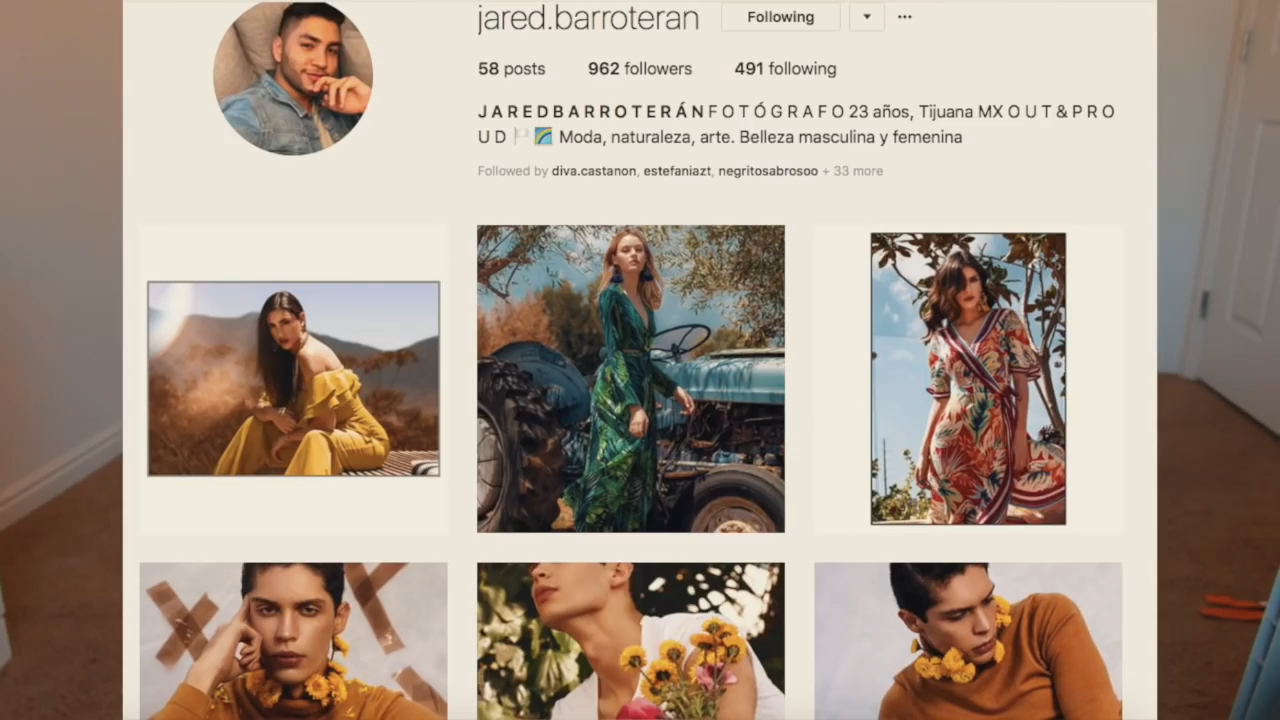 jared.barroteran Following
58 posts 962 followers 491 following
J A R E D B A R R O T E R Á N F O T Ó G R A F O 23 años, Tijuana MX O U T & P R O
U D 🏳️‍🌈 Moda, naturaleza, arte. Belleza masculina y femenina
Followed by diva.castanon, estefaniazt, negritosabrosoo + 33 more